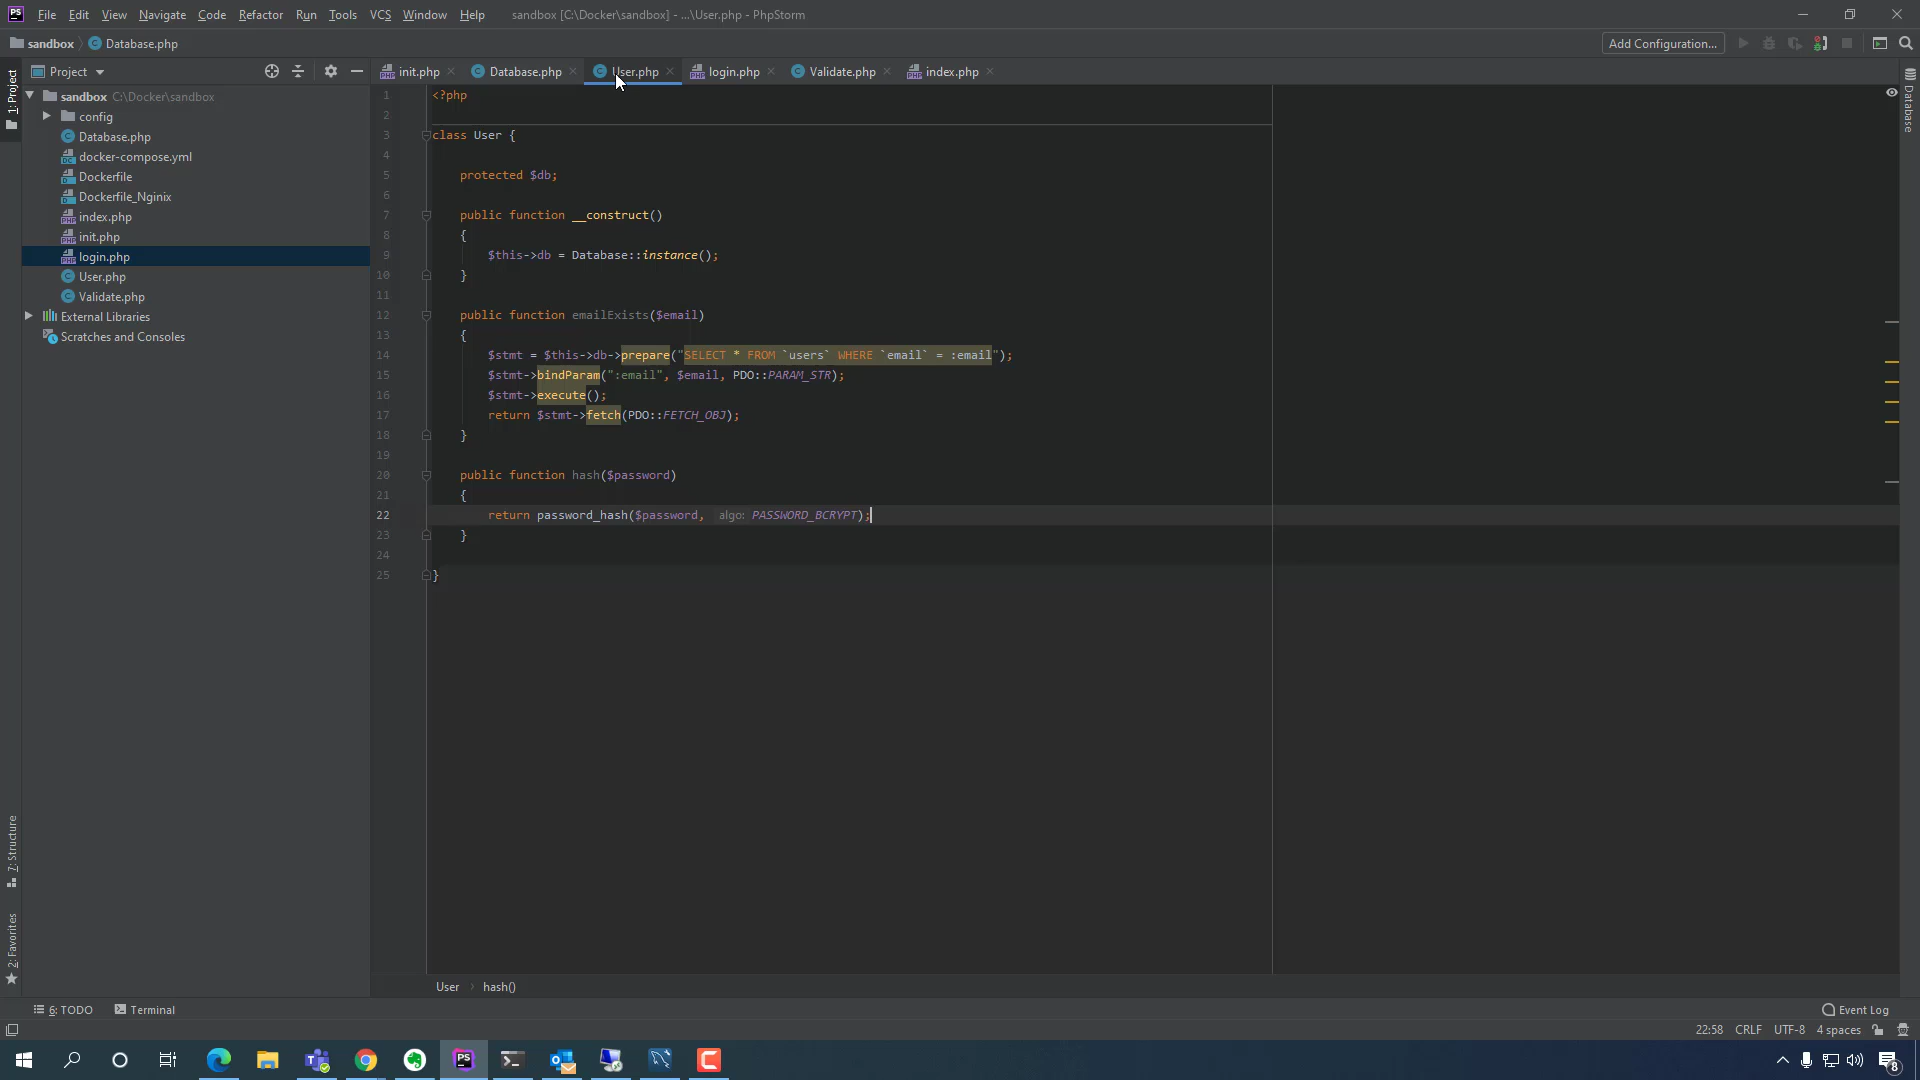 PS File Edit View Navigate Code Refactor Run Tools VCS Window Help sandbox [C:\Docker\sandbox] - ...\User.php - PhpStorm
sandbox Database.php Add Configuration...
1: Project
Project
init.php Database.php User.php login.php Validate.php index.php
Database
sandbox C:\Docker\sandbox
config
Database.php
docker-compose.yml
Dockerfile
Dockerfile_Nginix
index.php
init.php
login.php
User.php
Validate.php
External Libraries
Scratches and Consoles
1 <?php
2
3 class User {
4
5 protected $db;
6
7 public function __construct()
8 {
9 $this->db = Database::instance();
10 }
11
12 public function emailExists($email)
13 {
14 $stmt = $this->db->prepare("SELECT * FROM `users` WHERE `email` = :email");
15 $stmt->bindParam(":email", $email, PDO::PARAM_STR);
16 $stmt->execute();
17 return $stmt->fetch(PDO::FETCH_OBJ);
18 }
19
20 public function hash($password)
21 {
22 return password_hash($password, algo: PASSWORD_BCRYPT);
23 }
24
25 }
7: Structure
2: Favorites
User hash()
6: TODO Terminal Event Log
22:58 CRLF UTF-8 4 spaces
PS
8